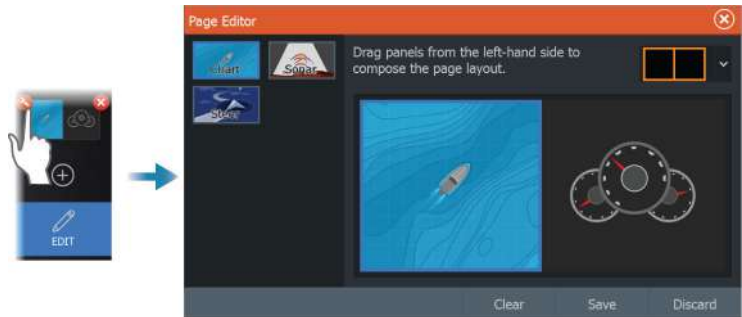 Page Editor
Chart
Sonar
Drag panels from the left-hand side to
compose the page layout.
Steer
EDIT
Clear
Save
Discard